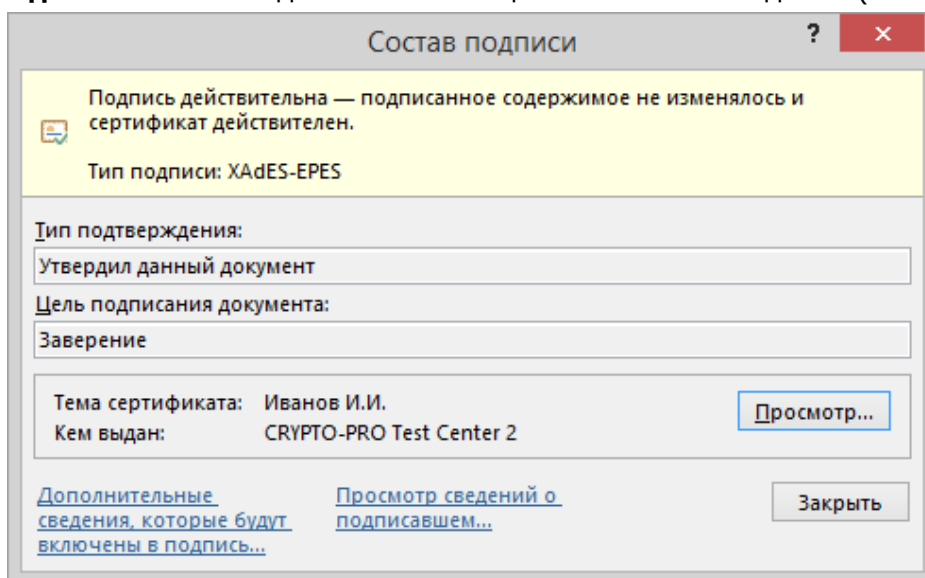 Состав подписи
?
×
Подпись действительна — подписанное содержимое не изменялось и
сертификат действителен.
Тип подписи: XAdES-EPES
Тип подтверждения:
Утвердил данный документ
Цель подписания документа:
Заверение
Тема сертификата: Иванов И.И.
Просмотр...
Кем выдан: CRYPTO-PRO Test Center 2
Дополнительные
сведения, которые будут
включены в подпись...
Просмотр сведений о
подписавшем...
Закрыть